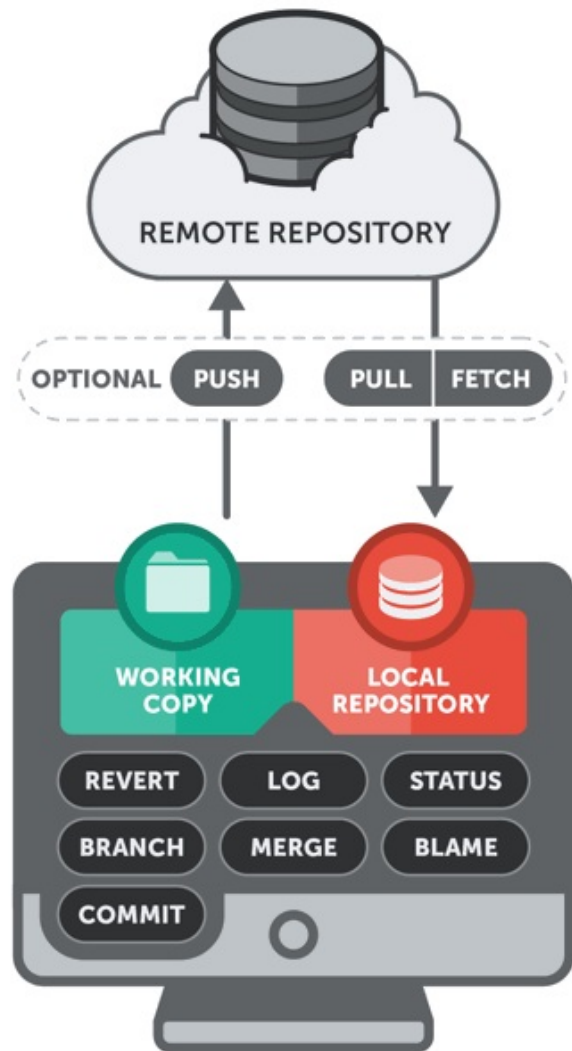 REMOTE REPOSITORY
OPTIONAL PUSH PULL FETCH
WORKING
COPY
LOCAL
REPOSITORY
REVERT LOG STATUS
BRANCH MERGE BLAME
COMMIT